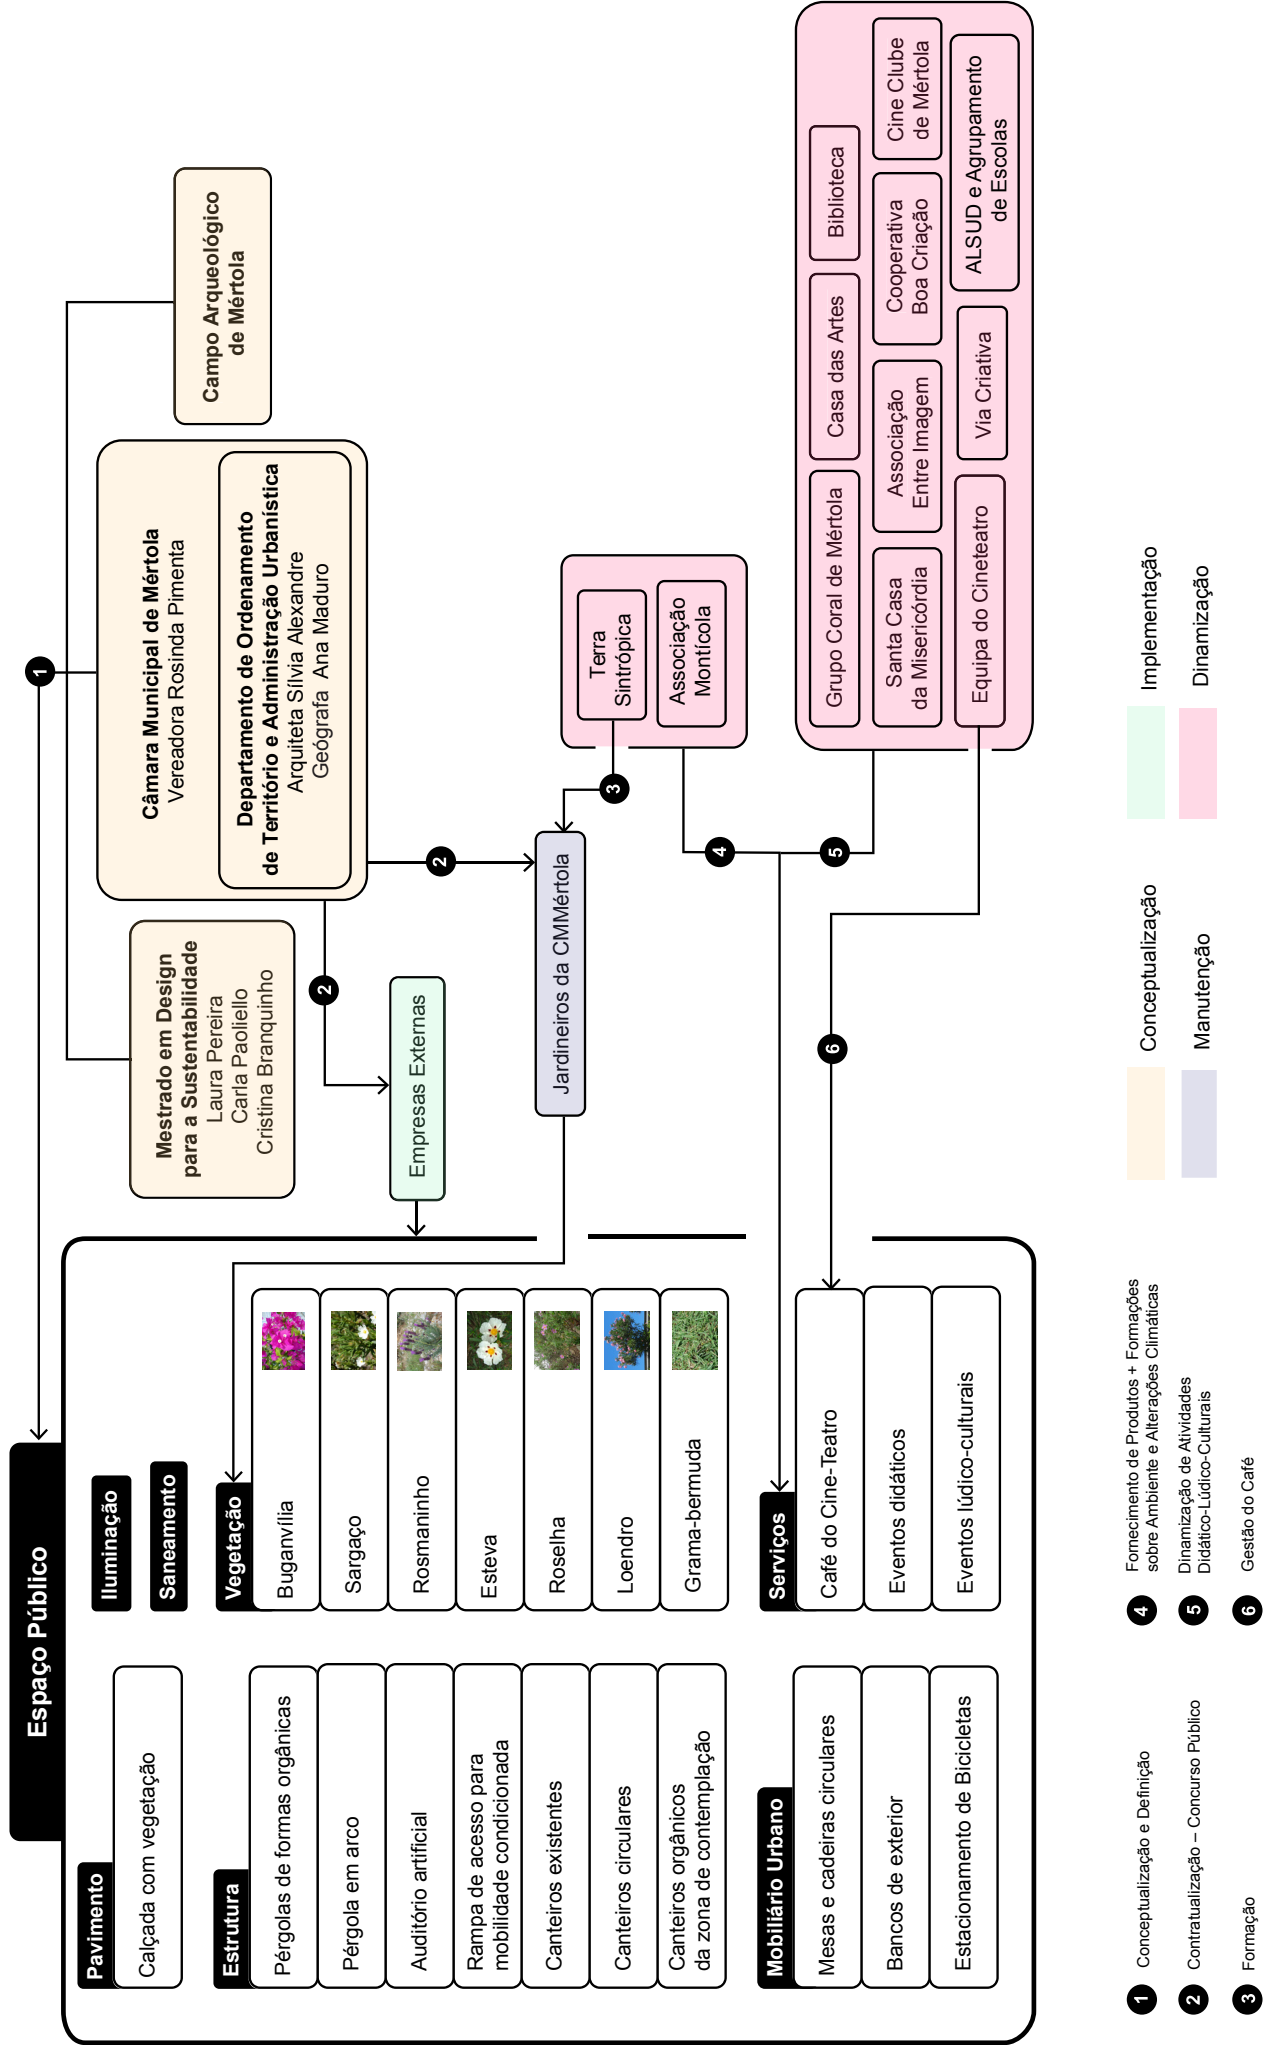 Espaço Público
Pavimento
Calçada com vegetação
Estrutura
Pérgolas de formas orgânicas
Pérgola em arco
Auditório artificial
Rampa de acesso para
mobilidade condicionada
Canteiros existentes
Canteiros circulares
Canteiros orgânicos
da zona de contemplação
Mobiliário Urbano
Mesas e cadeiras circulares
Bancos de exterior
Estacionamento de Bicicletas
Iluminação
Saneamento
Vegetação
Buganvília
Sargaço
Rosmaninho
Esteva
Roselha
Loendro
Grama-bermuda
Serviços
Café do Cine-Teatro
Eventos didáticos
Eventos lúdico-culturais
Mestrado em Design
para a Sustentabilidade
Laura Pereira
Carla Paoliello
Cristina Branquinho
1
Câmara Municipal de Mértola
Vereadora Rosinda Pimenta
Departamento de Ordenamento
de Território e Administração Urbanística
Arquiteta Sílvia Alexandre
Geógrafa Ana Maduro
Campo Arqueológico
de Mértola
2
2
Empresas Externas
Jardineiros da CMMértola
3
Terra
Sintrópica
Associação
Montícola
4
5
6
Grupo Coral de Mértola
Casa das Artes
Biblioteca
Santa Casa
da Misericórdia
Associação
Entre Imagem
Cooperativa
Boa Criação
Cine Clube
de Mértola
Equipa do Cineteatro
Via Criativa
ALSUD e Agrupamento
de Escolas
1 Conceptualização e Definição
2 Contratualização – Concurso Público
3 Formação
4 Fornecimento de Produtos + Formações
sobre Ambiente e Alterações Climáticas
5 Dinamização de Atividades
Didático-Lúdico-Culturais
6 Gestão do Café
Conceptualização
Manutenção
Implementação
Dinamização